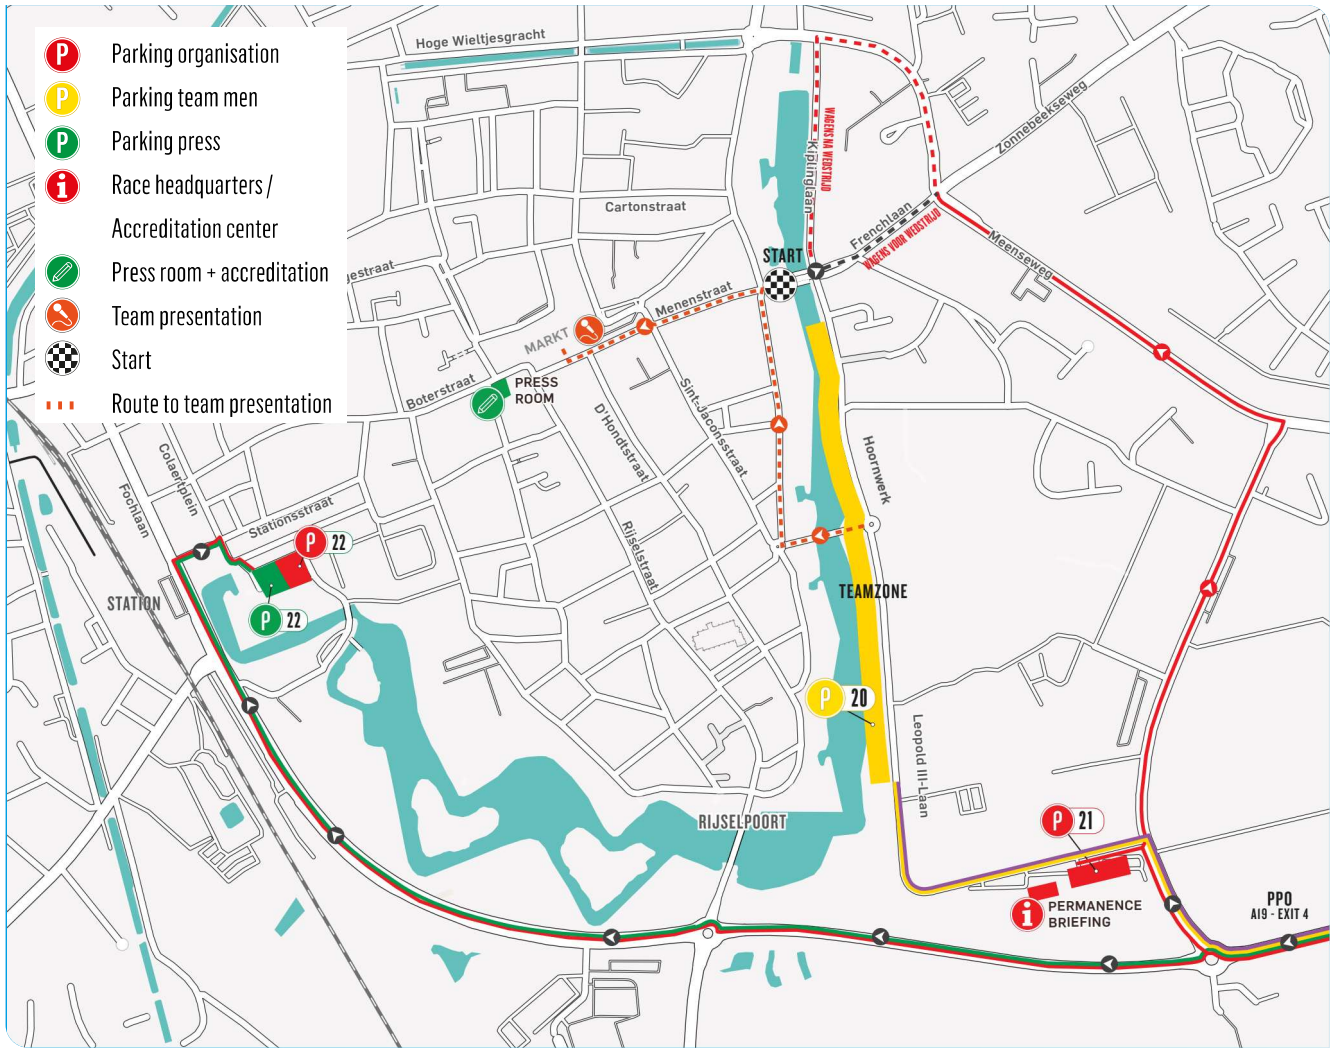 P Parking organisation
P Parking team men
P Parking press
i Race headquarters /
Accreditation center
Press room + accreditation
Team presentation
Start
Route to team presentation
Hoge Wieltjesgracht
Zonnebeekseweg
WAGENS NA WEDSTRIJD
Kiplinglaan
Cartonstraat
Frenchlaan
WAGENS VOOR WEDSTRIJD
Meenseweg
START
gestraat
Menenstraat
MARKT
Boterstraat
PRESS
ROOM
Sint-Jaconsstraat
D'Hondtstraat
Hoornwerk
Colaertplein
Fochlaan
Stationsstraat
Rijselstraat
P 22
STATION
P 22
TEAMZONE
P 20
Leopold III-Laan
RIJSELPOORT
P 21
i PERMANENCE
BRIEFING
PPO
A19 - EXIT 4